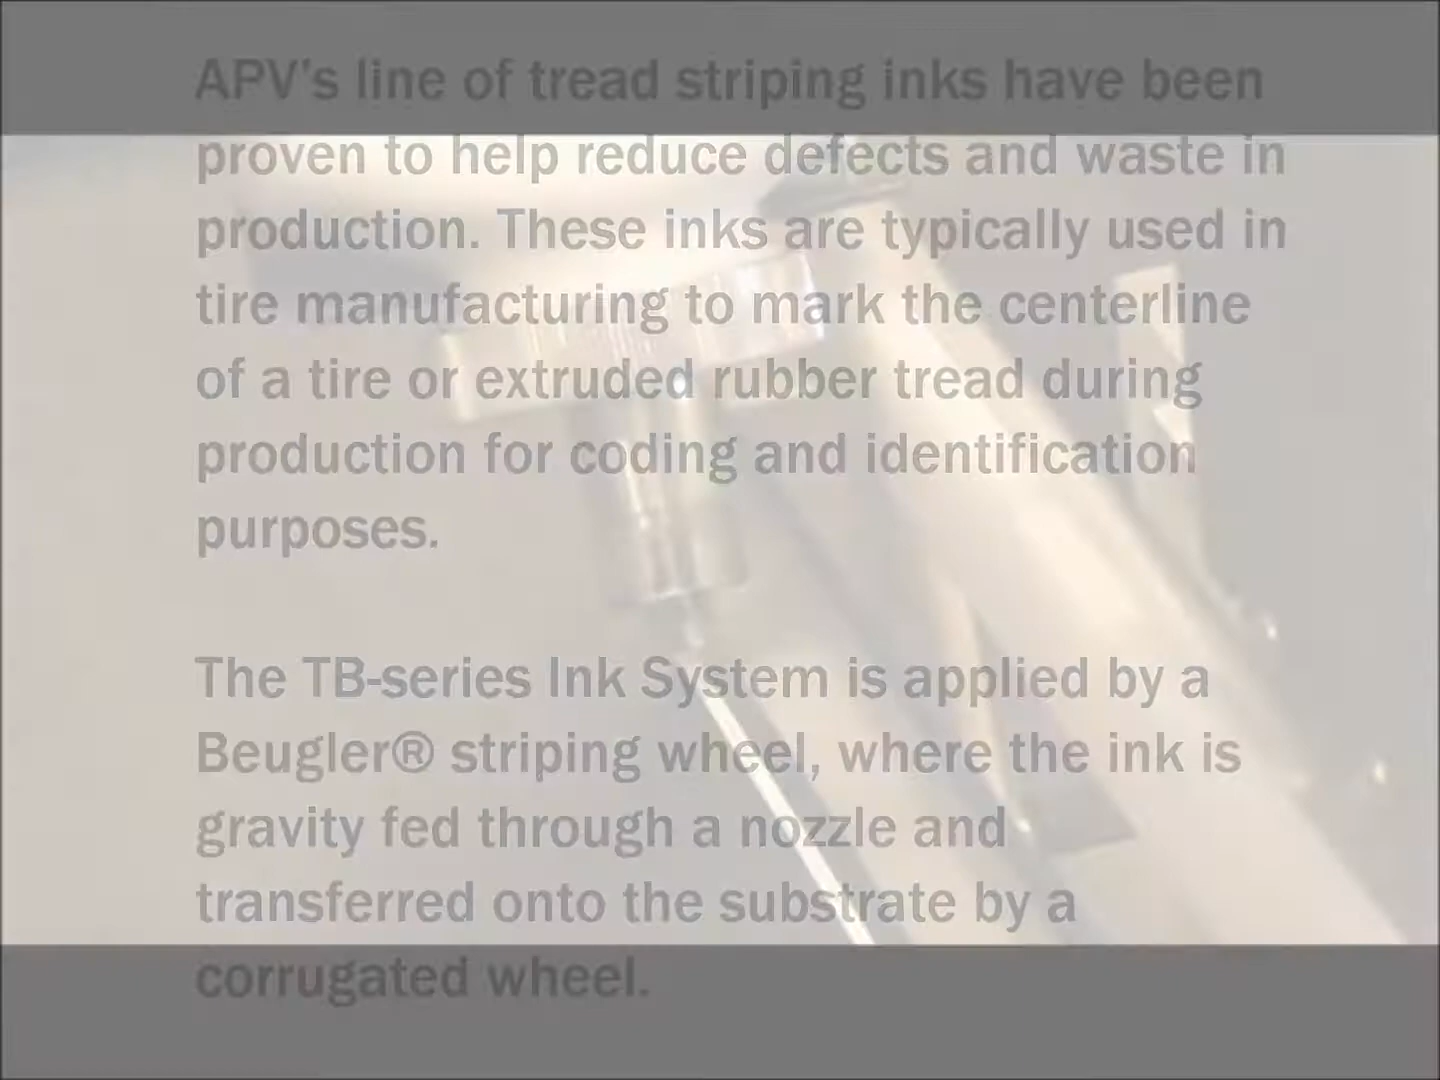 APV's line of tread striping inks have been
proven to help reduce defects and waste in
production. These inks are typically used in
tire manufacturing to mark the centerline
of a tire or extruded rubber tread during
production for coding and identification
purposes.
The TB-series Ink System is applied by a
Beugler® striping wheel, where the ink is
gravity fed through a nozzle and
transferred onto the substrate by a
corrugated wheel.